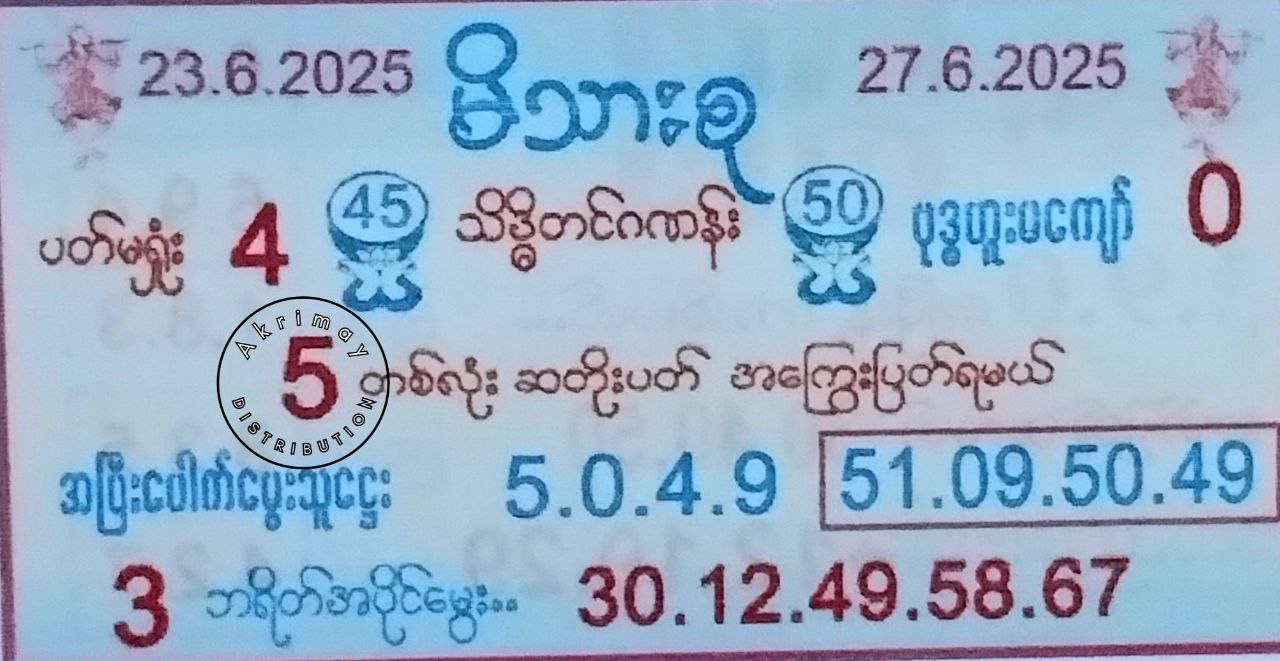 23.6.2025 မိသားစု 27.6.2025
ပတ်မရှုံး 4 45 သိဒ္ဓိတင်ဂဏန်း 50 ဗုဒ္ဓဟူးမကျော် 0
Akrimay
5 တစ်လုံး ဆတိုးပတ် အကြွေးပြတ်ရမယ်
DISTRIBUTION
အပြီးပေါက်မွေးသူဌေး 5.0.4.9 51.09.50.49
3 ဘရိတ်အပိုင်မွေး.. 30.12.49.58.67